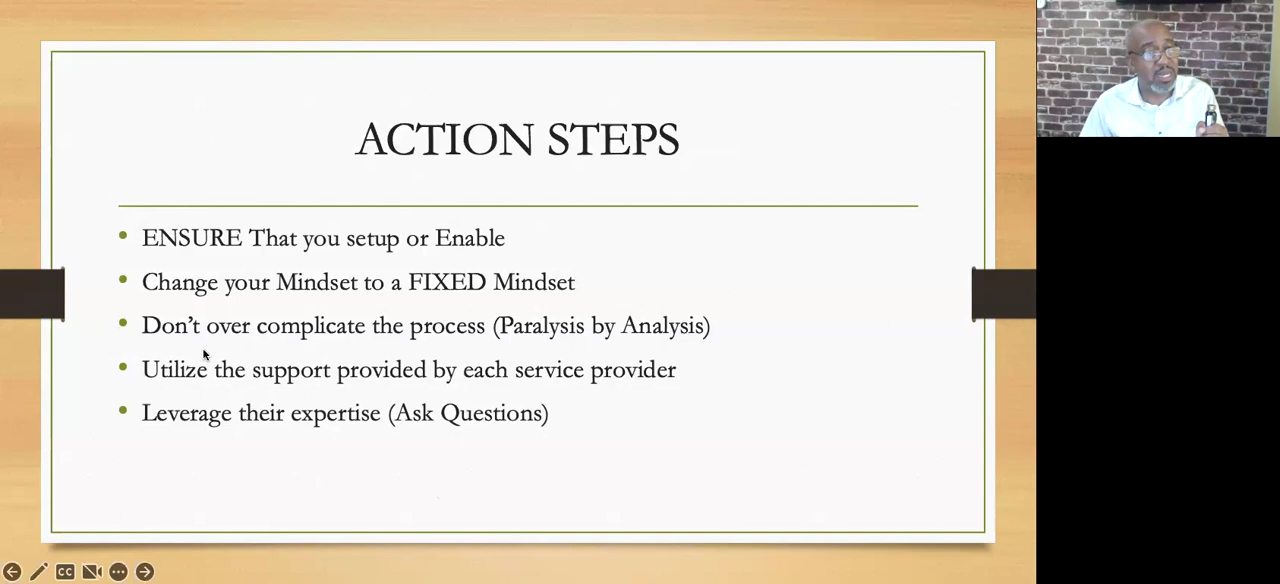 ACTION STEPS
ENSURE That you setup or Enable
Change your Mindset to a FIXED Mindset
Don’t over complicate the process (Paralysis by Analysis)
Utilize the support provided by each service provider
Leverage their expertise (Ask Questions)
CC